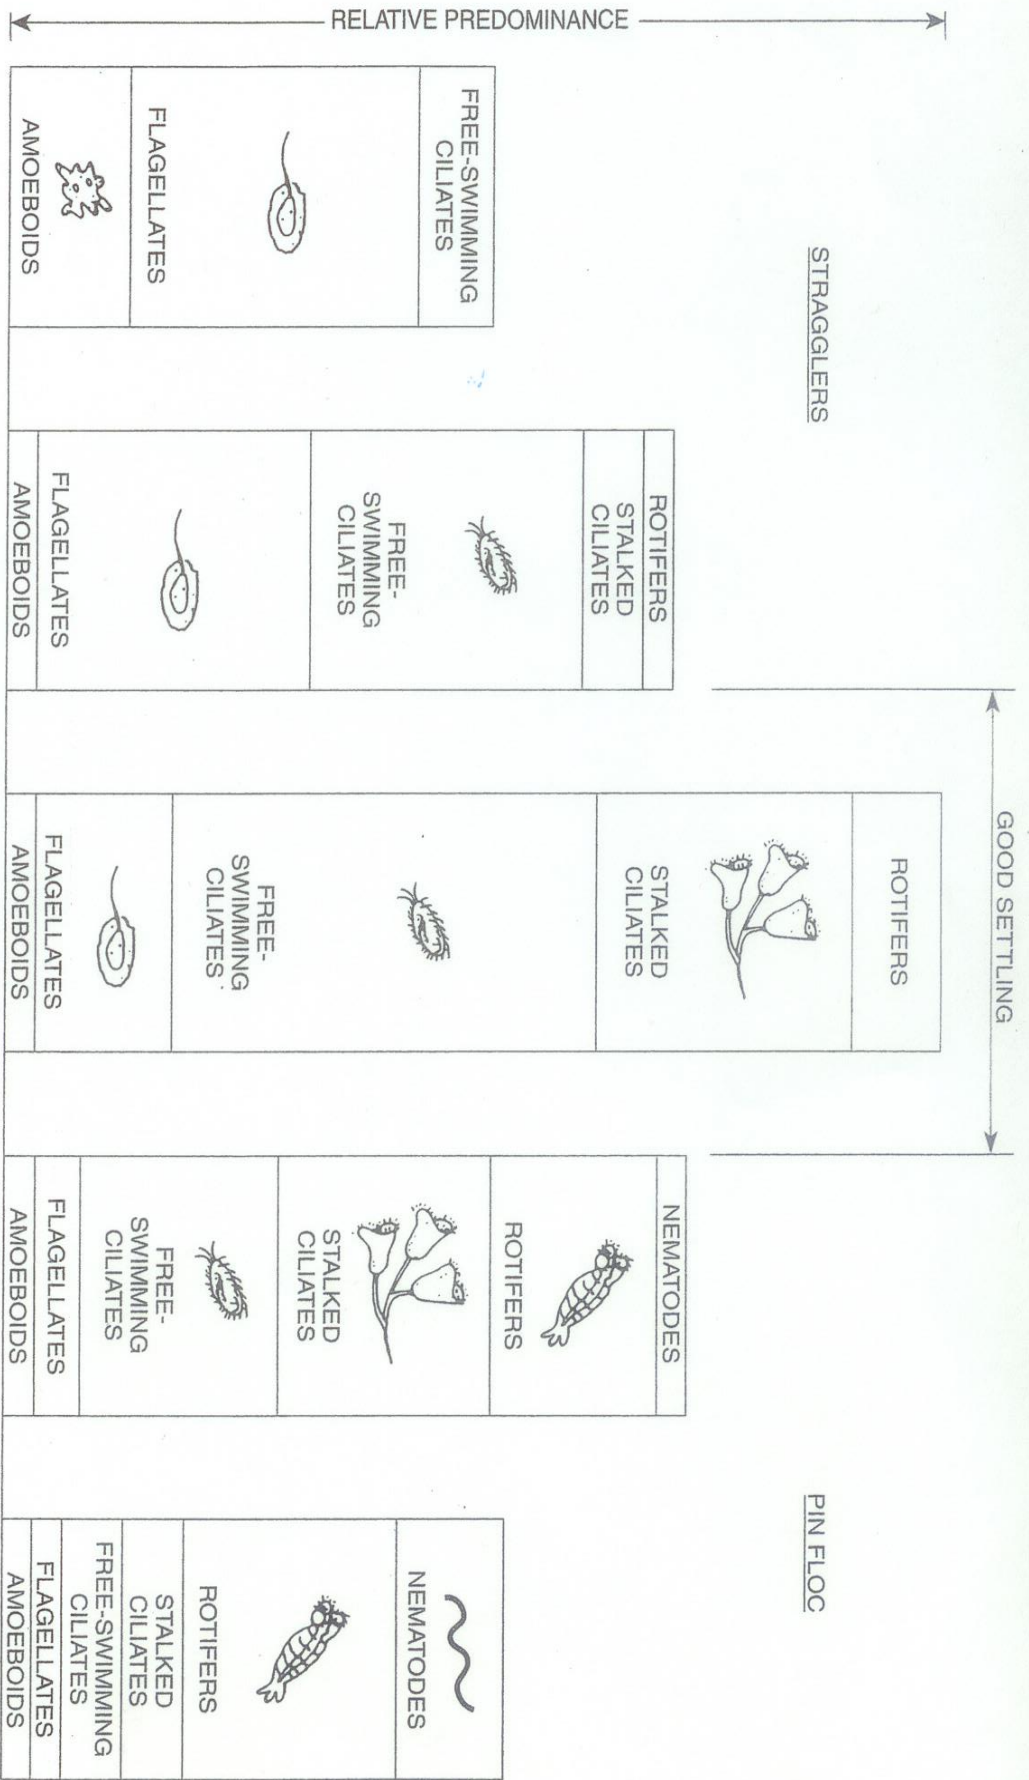 RELATIVE PREDOMINANCE
STRAGGLERS
GOOD SETTLING
PIN FLOC
FREE-SWIMMING
CILIATES
FLAGELLATES
AMOEBOIDS
ROTIFERS
STALKED
CILIATES
FREE-
SWIMMING
CILIATES
FLAGELLATES
AMOEBOIDS
ROTIFERS
STALKED
CILIATES
FREE-
SWIMMING
CILIATES
FLAGELLATES
AMOEBOIDS
NEMATODES
ROTIFERS
STALKED
CILIATES
FREE-
SWIMMING
CILIATES
FLAGELLATES
AMOEBOIDS
NEMATODES
ROTIFERS
STALKED
CILIATES
FREE-SWIMMING
CILIATES
FLAGELLATES
AMOEBOIDS